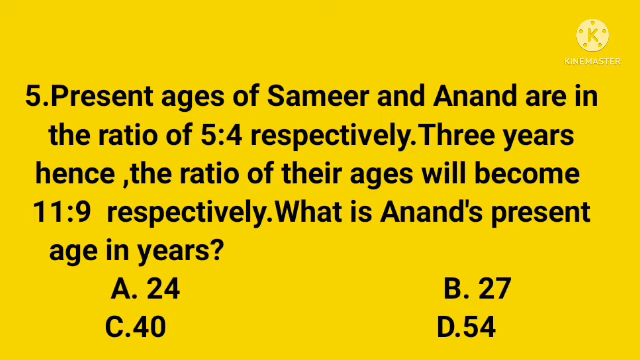 K
KINEMASTER
5.Present ages of Sameer and Anand are in
the ratio of 5:4 respectively.Three years
hence ,the ratio of their ages will become
11:9 respectively.What is Anand's present
age in years?
A. 24 B. 27
C.40 D.54